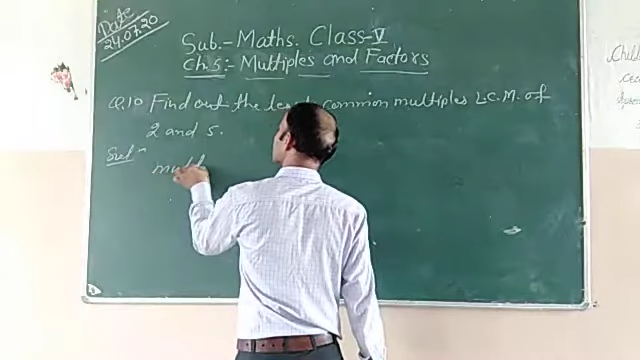 Date
24.07.20
Sub.- Maths. Class-V
Ch.5:- Multiples and Factors
Q.10 Find out the least common multiples L.C.M. of
2 and 5.
Solⁿ
mult